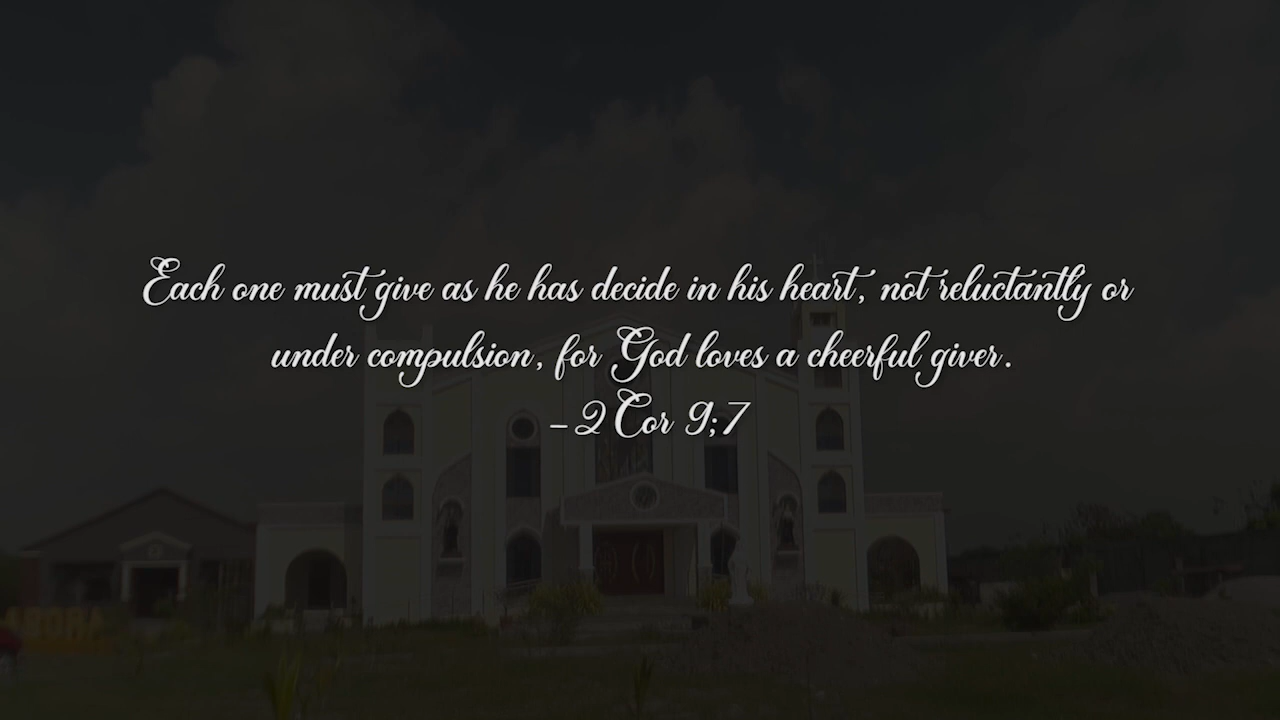 Each one must give as he has decide in his heart, not reluctantly or
under compulsion, for God loves a cheerful giver.
- 2 Cor 9;7